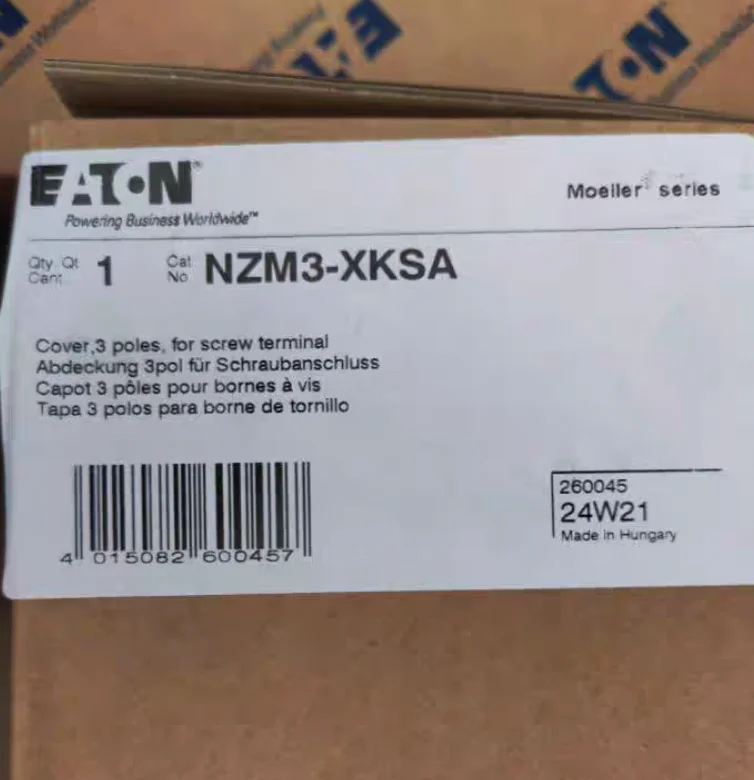 EATON
T•N
EATON®
Powering Business Worldwide™
Moeller® series
Qty Qt
Cant
1
Cat
No
NZM3-XKSA
Cover,3 poles, for screw terminal
Abdeckung 3pol für Schraubanschluss
Capot 3 pôles pour bornes à vis
Tapa 3 polos para borne de tornillo
4 015082 600457
260045
24W21
Made in Hungary